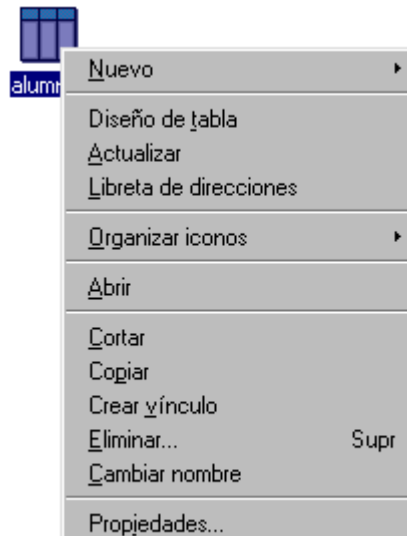 alum
Nuevo
Diseño de tabla
Actualizar
Libreta de direcciones
Organizar iconos
Abrir
Cortar
Copiar
Crear vínculo
Eliminar... Supr
Cambiar nombre
Propiedades...